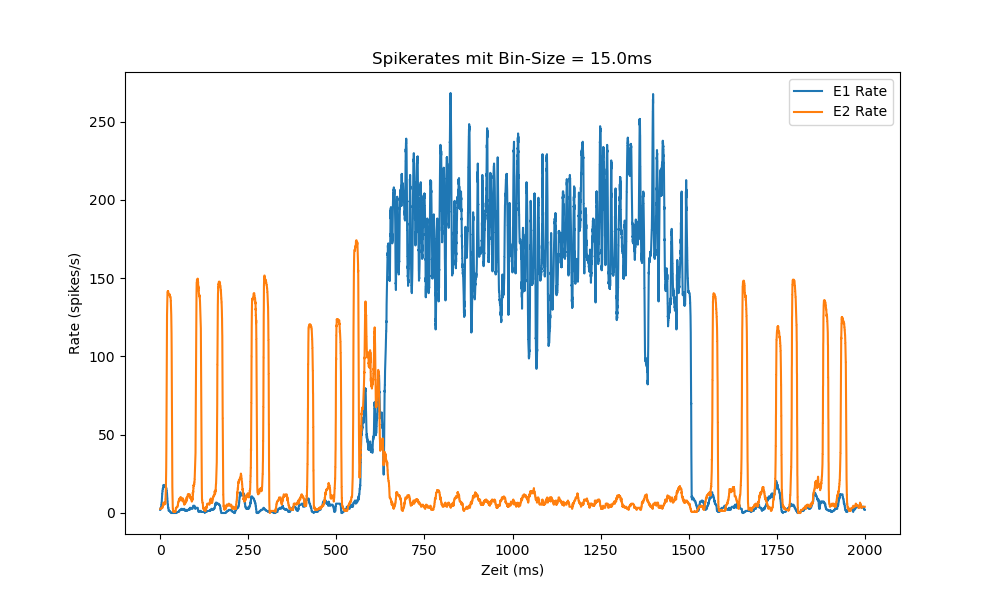 Spikerates mit Bin-Size = 15.0ms
E1 Rate
E2 Rate
250
200
150
100
50
0
Rate (spikes/s)
0 250 500 750 1000 1250 1500 1750 2000
Zeit (ms)